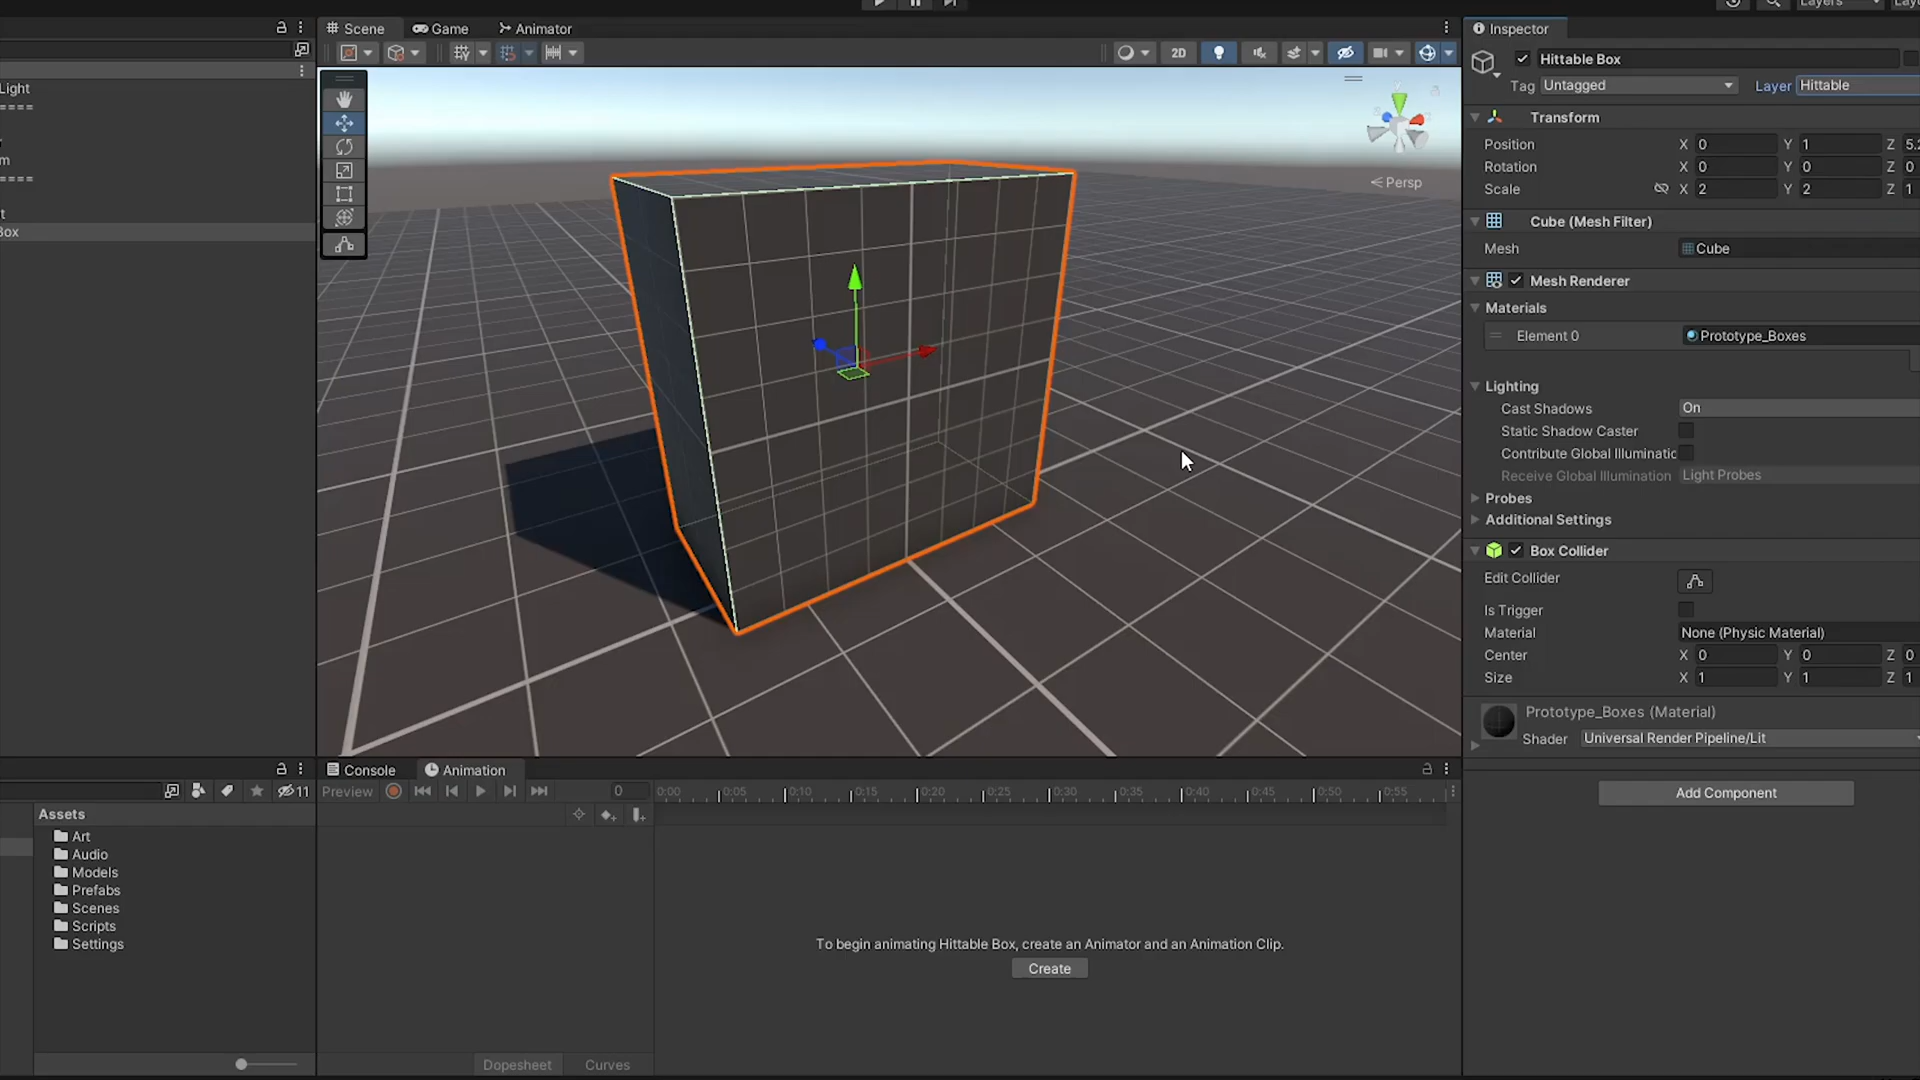 Layers
Lay
Scene
Game
Animator
Inspector
2D
Hittable Box
Tag
Untagged
Layer
Hittable
Light
====
m
====
t
Box
Persp
Transform
Position
X 0
Y 1
Z 5.2
Rotation
X 0
Y 0
Z 0
Scale
X 2
Y 2
Z 1
Cube (Mesh Filter)
Mesh
Cube
Mesh Renderer
Materials
Element 0
Prototype_Boxes
Lighting
Cast Shadows
On
Static Shadow Caster
Contribute Global Illuminatic
Receive Global Illumination
Light Probes
Probes
Additional Settings
Box Collider
Edit Collider
Is Trigger
Material
None (Physic Material)
Center
X 0
Y 0
Z 0
Size
X 1
Y 1
Z 1
Prototype_Boxes (Material)
Shader
Universal Render Pipeline/Lit
Add Component
11
Assets
Art
Audio
Models
Prefabs
Scenes
Scripts
Settings
Console
Animation
Preview
0
0:00
0:05
0:10
0:15
0:20
0:25
0:30
0:35
0:40
0:45
0:50
0:55
To begin animating Hittable Box, create an Animator and an Animation Clip.
Create
Dopesheet
Curves